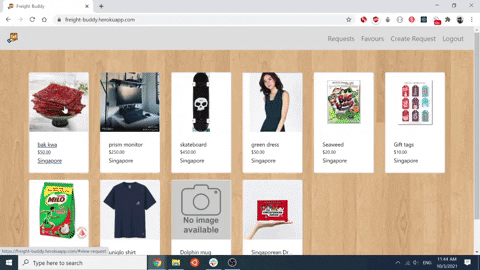 Freight Buddy
freight-buddy.herokuapp.com
Requests Favours Create Request Logout
bak kwa
$50.00
Singapore
prism monitor
$250.00
Singapore
skateboard
$450.00
Singapore
green dress
$50.00
Singapore
Seaweed
$20.00
Singapore
Gift tags
$10.00
Singapore
MILO
uniqlo shirt
No image
available
Dolphin mug
Singaporean Dr...
https://freight-buddy.herokuapp.com/#view-request
Type here to search
ENG
11:44 AM
10/3/2021